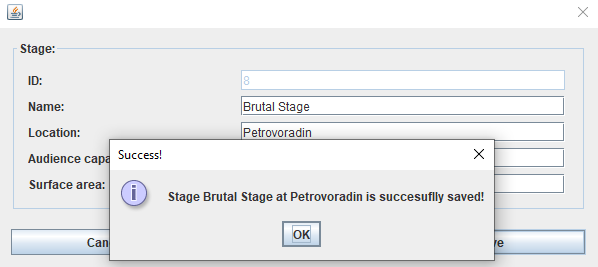 Stage:
ID:
8
Name:
Brutal Stage
Location:
Petrovoradin
Audience capa
Success!
Surface area:
Stage Brutal Stage at Petrovoradin is succesuflly saved!
OK
Can
ve